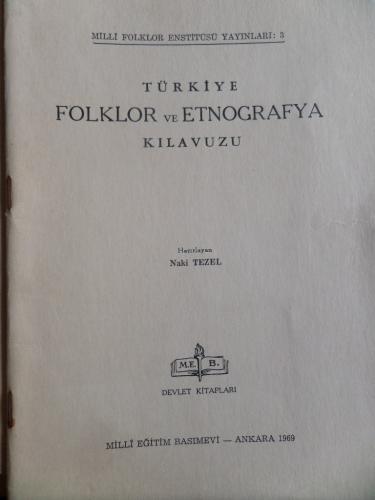 MİLLÎ FOLKLOR ENSTİTÜSÜ YAYINLARI: 3
TÜRKİYE
FOLKLOR VE ETNOGRAFYA
KILAVUZU
Hazırlayan
Naki TEZEL
M.E. B.
DEVLET KİTAPLARI
MİLLÎ EĞİTİM BASIMEVİ — ANKARA 1969